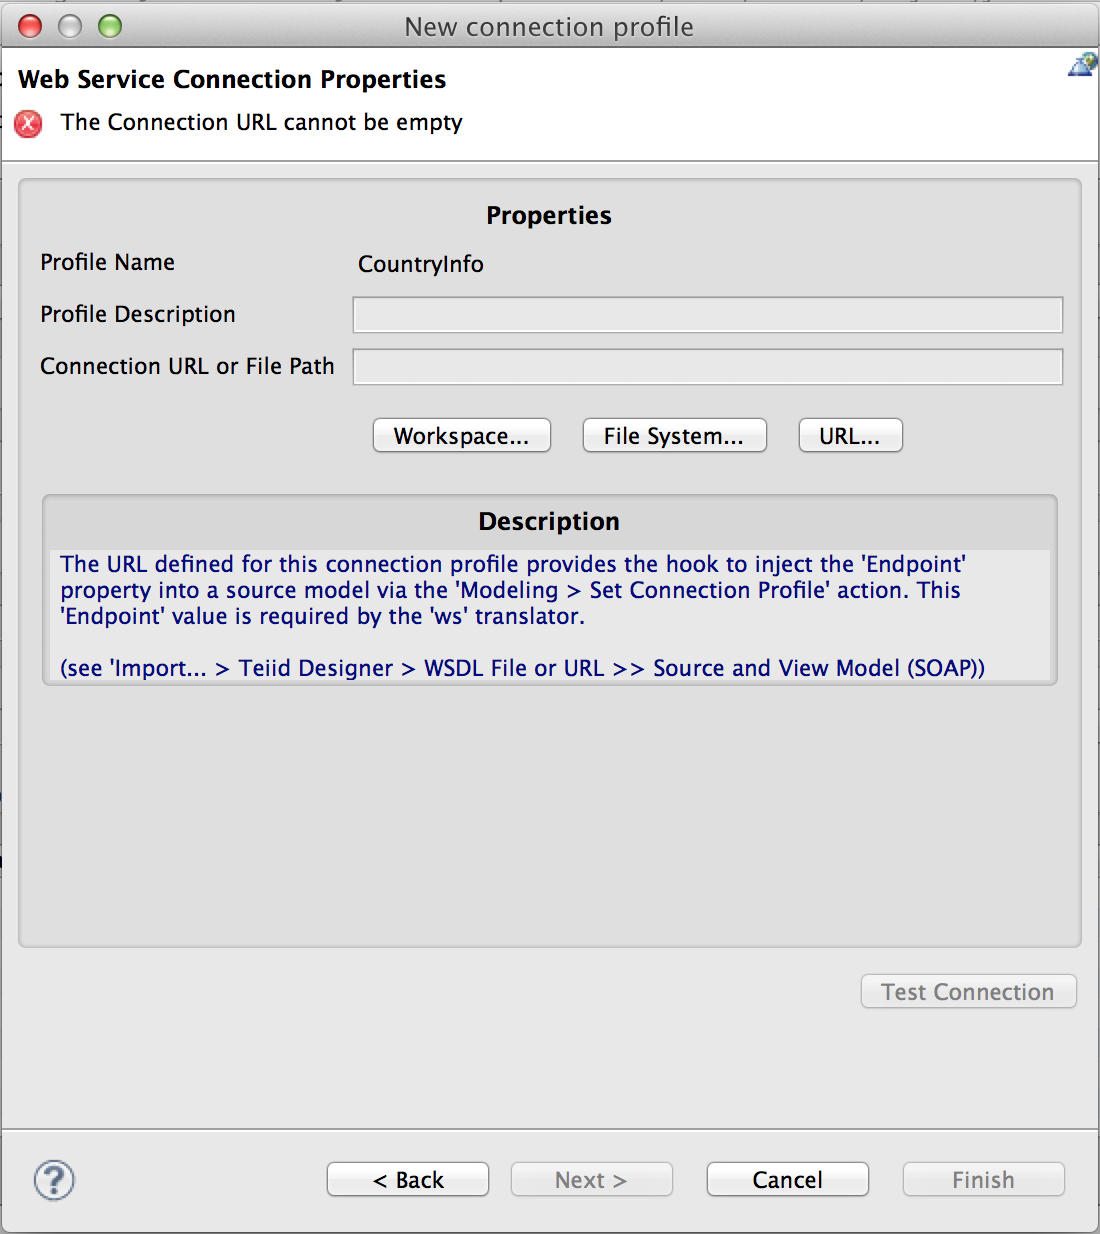 New connection profile
Web Service Connection Properties
The Connection URL cannot be empty
Properties
Profile Name CountryInfo
Profile Description
Connection URL or File Path
Workspace... File System... URL...
Description
The URL defined for this connection profile provides the hook to inject the 'Endpoint'
property into a source model via the 'Modeling > Set Connection Profile' action. This
'Endpoint' value is required by the 'ws' translator.
(see 'Import... > Teiid Designer > WSDL File or URL >> Source and View Model (SOAP))
Test Connection
? < Back Next > Cancel Finish